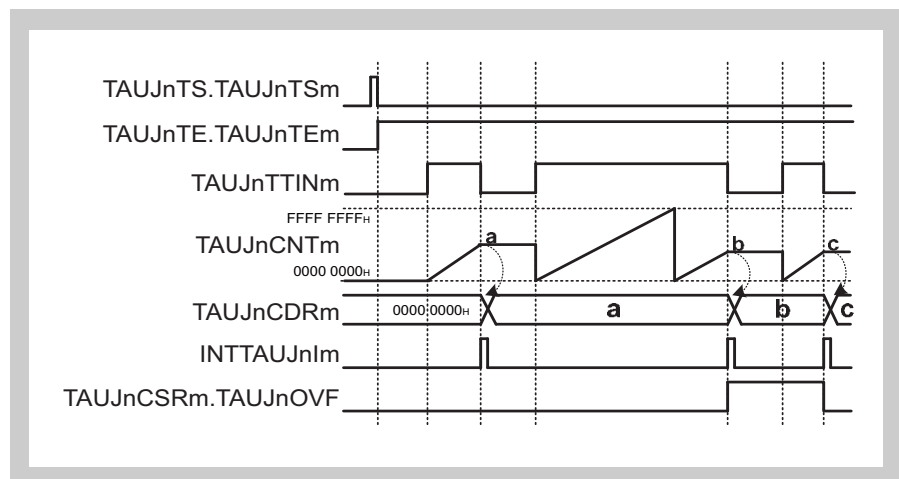 TAUJnTS.TAUJnTSm
TAUJnTE.TAUJnTEm
TAUJnTTINm
FFFF FFFFH
TAUJnCNTm
a
b
c
0000 0000H
TAUJnCDRm
0000 0000H
a
b
c
INTTAUJnIm
TAUJnCSRm.TAUJnOVF